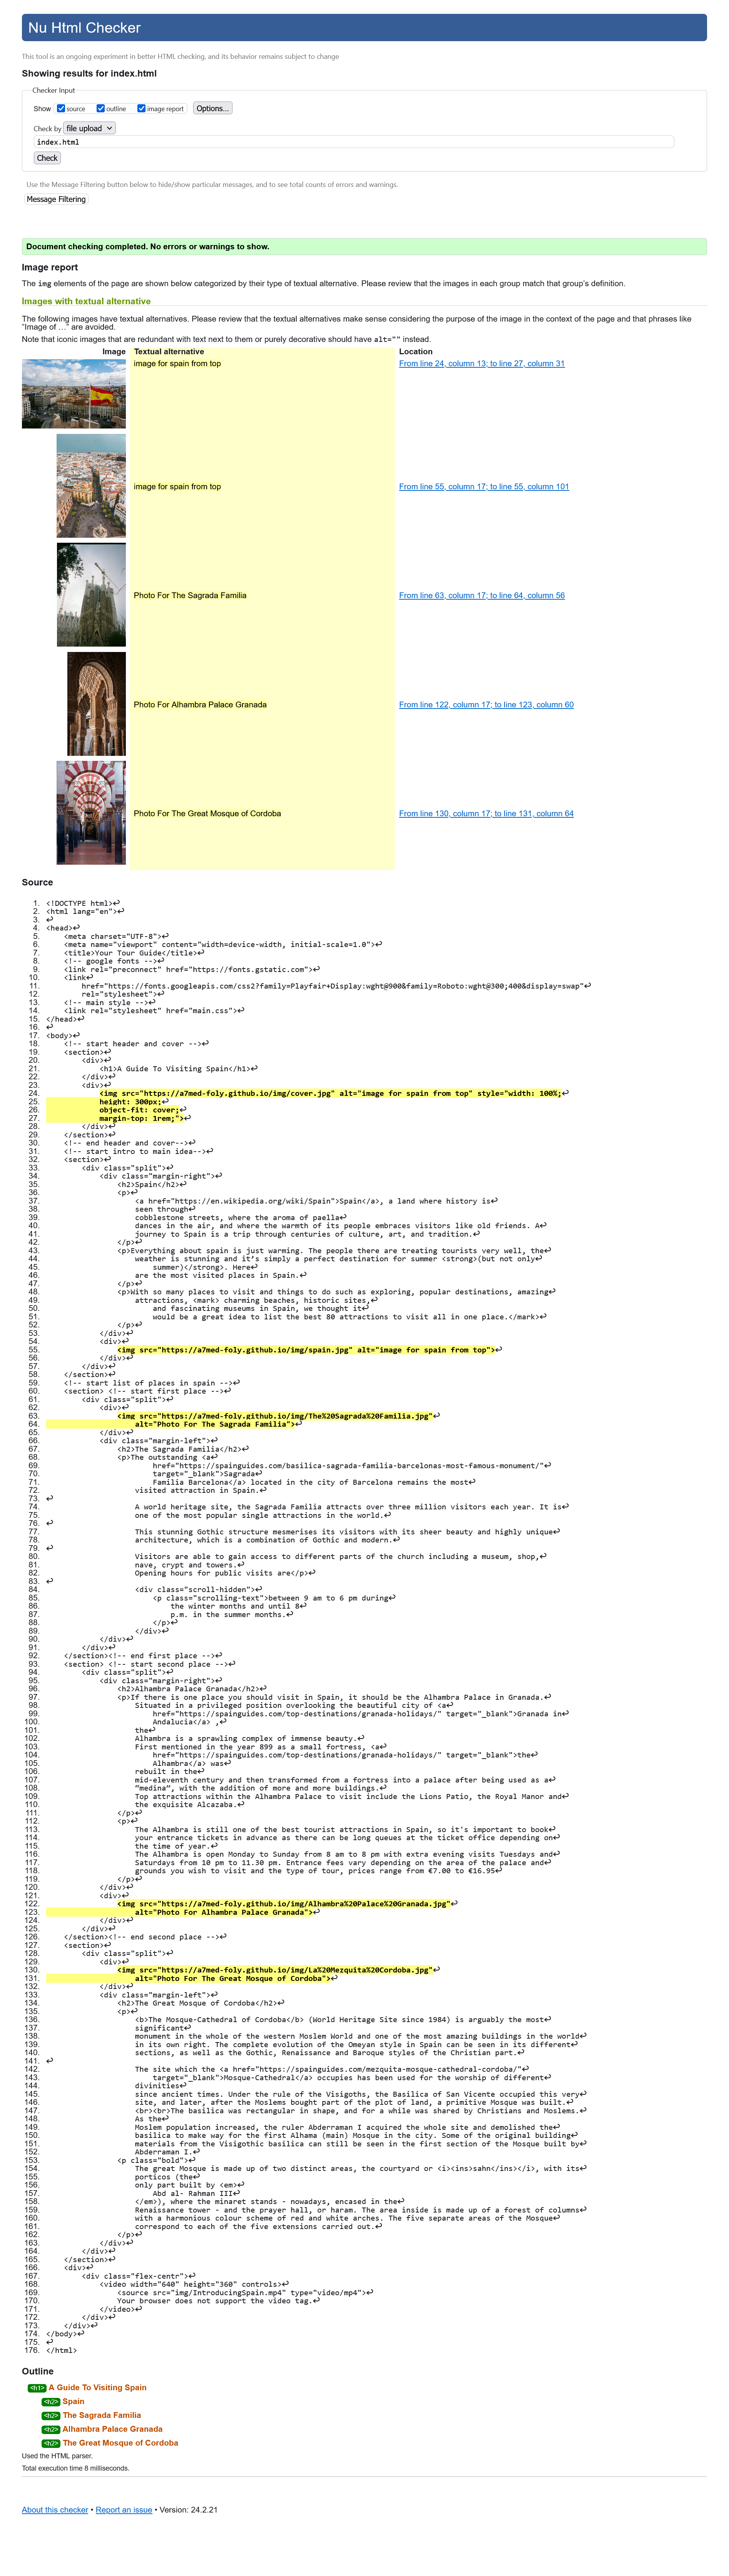 Nu Html Checker
This tool is an ongoing experiment in better HTML checking, and its behavior remains subject to change
Showing results for index.html
Checker Input
Show source outline image report Options...
Check by file upload
index.html
Check
Use the Message Filtering button below to hide/show particular messages, and to see total counts of errors and warnings.
Message Filtering
Document checking completed. No errors or warnings to show.
Image report
The img elements of the page are shown below categorized by their type of textual alternative. Please review that the images in each group match that group's definition.
Images with textual alternative
The following images have textual alternatives. Please review that the textual alternatives make sense considering the purpose of the image in the context of the page and that phrases like
"Image of …" are avoided.
Note that iconic images that are redundant with text next to them or purely decorative should have alt="" instead.
Image Textual alternative Location
image for spain from top From line 24, column 13; to line 27, column 31
image for spain from top From line 55, column 17; to line 55, column 101
Photo For The Sagrada Familia From line 63, column 17; to line 64, column 56
Photo For Alhambra Palace Granada From line 122, column 17; to line 123, column 60
Photo For The Great Mosque of Cordoba From line 130, column 17; to line 131, column 64
Source
1. <!DOCTYPE html>↩
2. <html lang="en">↩
3. ↩
4. <head>↩
5. <meta charset="UTF-8">↩
6. <meta name="viewport" content="width=device-width, initial-scale=1.0">↩
7. <title>Your Tour Guide</title>↩
8. <!-- google fonts -->↩
9. <link rel="preconnect" href="https://fonts.gstatic.com">↩
10. <link↩
11. href="https://fonts.googleapis.com/css2?family=Playfair+Display:wght@900&family=Roboto:wght@300;400&display=swap"↩
12. rel="stylesheet">↩
13. <!-- main style -->↩
14. <link rel="stylesheet" href="main.css">↩
15. </head>↩
16. ↩
17. <body>↩
18. <!-- start header and cover -->↩
19. <section>↩
20. <div>↩
21. <h1>A Guide To Visiting Spain</h1>↩
22. </div>↩
23. <div>↩
24. <img src="https://a7med-foly.github.io/img/cover.jpg" alt="image for spain from top" style="width: 100%;↩
25. height: 300px;↩
26. object-fit: cover;↩
27. margin-top: 1rem;">↩
28. </div>↩
29. </section>↩
30. <!-- end header and cover-->↩
31. <!-- start intro to main idea-->↩
32. <section>↩
33. <div class="split">↩
34. <div class="margin-right">↩
35. <h2>Spain</h2>↩
36. <p>↩
37. <a href="https://en.wikipedia.org/wiki/Spain">Spain</a>, a land where history is↩
38. seen through↩
39. cobblestone streets, where the aroma of paella↩
40. dances in the air, and where the warmth of its people embraces visitors like old friends. A↩
41. journey to Spain is a trip through centuries of culture, art, and tradition.↩
42. </p>↩
43. <p>Everything about spain is just warming. The people there are treating tourists very well, the↩
44. weather is stunning and it's simply a perfect destination for summer <strong>(but not only↩
45. summer)</strong>. Here↩
46. are the most visited places in Spain.↩
47. </p>↩
48. <p>With so many places to visit and things to do such as exploring, popular destinations, amazing↩
49. attractions, <mark> charming beaches, historic sites,↩
50. and fascinating museums in Spain, we thought it↩
51. would be a great idea to list the best 80 attractions to visit all in one place.</mark>↩
52. </p>↩
53. </div>↩
54. <div>↩
55. <img src="https://a7med-foly.github.io/img/spain.jpg" alt="image for spain from top">↩
56. </div>↩
57. </div>↩
58. </section>↩
59. <!-- start list of places in spain -->↩
60. <section> <!-- start first place -->↩
61. <div class="split">↩
62. <div>↩
63. <img src="https://a7med-foly.github.io/img/The%20Sagrada%20Familia.jpg"↩
64. alt="Photo For The Sagrada Familia">↩
65. </div>↩
66. <div class="margin-left">↩
67. <h2>The Sagrada Familia</h2>↩
68. <p>The outstanding <a↩
69. href="https://spainguides.com/basilica-sagrada-familia-barcelonas-most-famous-monument/"↩
70. target="_blank">Sagrada↩
71. Familia Barcelona</a> located in the city of Barcelona remains the most↩
72. visited attraction in Spain.↩
73. ↩
74. A world heritage site, the Sagrada Familia attracts over three million visitors each year. It is↩
75. one of the most popular single attractions in the world.↩
76. ↩
77. This stunning Gothic structure mesmerises its visitors with its sheer beauty and highly unique↩
78. architecture, which is a combination of Gothic and modern.↩
79. ↩
80. Visitors are able to gain access to different parts of the church including a museum, shop,↩
81. nave, crypt and towers.↩
82. Opening hours for public visits are</p>↩
83. ↩
84. <div class="scroll-hidden">↩
85. <p class="scrolling-text">between 9 am to 6 pm during↩
86. the winter months and until 8↩
87. p.m. in the summer months.↩
88. </p>↩
89. </div>↩
90. </div>↩
91. </div>↩
92. </section><!-- end first place -->↩
93. <section> <!-- start second place -->↩
94. <div class="split">↩
95. <div class="margin-right">↩
96. <h2>Alhambra Palace Granada</h2>↩
97. <p>If there is one place you should visit in Spain, it should be the Alhambra Palace in Granada.↩
98. Situated in a privileged position overlooking the beautiful city of <a↩
99. href="https://spainguides.com/top-destinations/granada-holidays/" target="_blank">Granada in↩
100. Andalucia</a> ,↩
101. the↩
102. Alhambra is a sprawling complex of immense beauty.↩
103. First mentioned in the year 899 as a small fortress, <a↩
104. href="https://spainguides.com/top-destinations/granada-holidays/" target="_blank">the↩
105. Alhambra</a> was↩
106. rebuilt in the↩
107. mid-eleventh century and then transformed from a fortress into a palace after being used as a↩
108. "medina", with the addition of more and more buildings.↩
109. Top attractions within the Alhambra Palace to visit include the Lions Patio, the Royal Manor and↩
110. the exquisite Alcazaba.↩
111. </p>↩
112. <p>↩
113. The Alhambra is still one of the best tourist attractions in Spain, so it's important to book↩
114. your entrance tickets in advance as there can be long queues at the ticket office depending on↩
115. the time of year.↩
116. The Alhambra is open Monday to Sunday from 8 am to 8 pm with extra evening visits Tuesdays and↩
117. Saturdays from 10 pm to 11.30 pm. Entrance fees vary depending on the area of the palace and↩
118. grounds you wish to visit and the type of tour, prices range from €7.00 to €16.95↩
119. </p>↩
120. </div>↩
121. <div>↩
122. <img src="https://a7med-foly.github.io/img/Alhambra%20Palace%20Granada.jpg"↩
123. alt="Photo For Alhambra Palace Granada">↩
124. </div>↩
125. </div>↩
126. </section><!-- end second place -->↩
127. <section>↩
128. <div class="split">↩
129. <div>↩
130. <img src="https://a7med-foly.github.io/img/La%20Mezquita%20Cordoba.jpg"↩
131. alt="Photo For The Great Mosque of Cordoba">↩
132. </div>↩
133. <div class="margin-left">↩
134. <h2>The Great Mosque of Cordoba</h2>↩
135. <p>↩
136. <b>The Mosque-Cathedral of Cordoba</b> (World Heritage Site since 1984) is arguably the most↩
137. significant↩
138. monument in the whole of the western Moslem World and one of the most amazing buildings in the world↩
139. in its own right. The complete evolution of the Omeyan style in Spain can be seen in its different↩
140. sections, as well as the Gothic, Renaissance and Baroque styles of the Christian part.↩
141. ↩
142. The site which the <a href="https://spainguides.com/mezquita-mosque-cathedral-cordoba/"↩
143. target="_blank">Mosque-Cathedral</a> occupies has been used for the worship of different↩
144. divinities↩
145. since ancient times. Under the rule of the Visigoths, the Basilica of San Vicente occupied this very↩
146. site, and later, after the Moslems bought part of the plot of land, a primitive Mosque was built.↩
147. <br><br>The basilica was rectangular in shape, and for a while was shared by Christians and Moslems.↩
148. As the↩
149. Moslem population increased, the ruler Abderraman I acquired the whole site and demolished the↩
150. basilica to make way for the first Alhama (main) Mosque in the city. Some of the original building↩
151. materials from the Visigothic basilica can still be seen in the first section of the Mosque built by↩
152. Abderraman I.↩
153. <p class="bold">↩
154. The great Mosque is made up of two distinct areas, the courtyard or <i><ins>sahn</ins></i>, with its↩
155. porticos (the↩
156. only part built by <em>↩
157. Abd al- Rahman III↩
158. </em>), where the minaret stands - nowadays, encased in the↩
159. Renaissance tower - and the prayer hall, or haram. The area inside is made up of a forest of columns↩
160. with a harmonious colour scheme of red and white arches. The five separate areas of the Mosque↩
161. correspond to each of the five extensions carried out.↩
162. </p>↩
163. </div>↩
164. </div>↩
165. </section>↩
166. <div>↩
167. <div class="flex-centr">↩
168. <video width="640" height="360" controls>↩
169. <source src="img/IntroducingSpain.mp4" type="video/mp4">↩
170. Your browser does not support the video tag.↩
171. </video>↩
172. </div>↩
173. </div>↩
174. </body>↩
175. ↩
176. </html>
Outline
<h1> A Guide To Visiting Spain
<h2> Spain
<h2> The Sagrada Familia
<h2> Alhambra Palace Granada
<h2> The Great Mosque of Cordoba
Used the HTML parser.
Total execution time 8 milliseconds.
About this checker • Report an issue • Version: 24.2.21